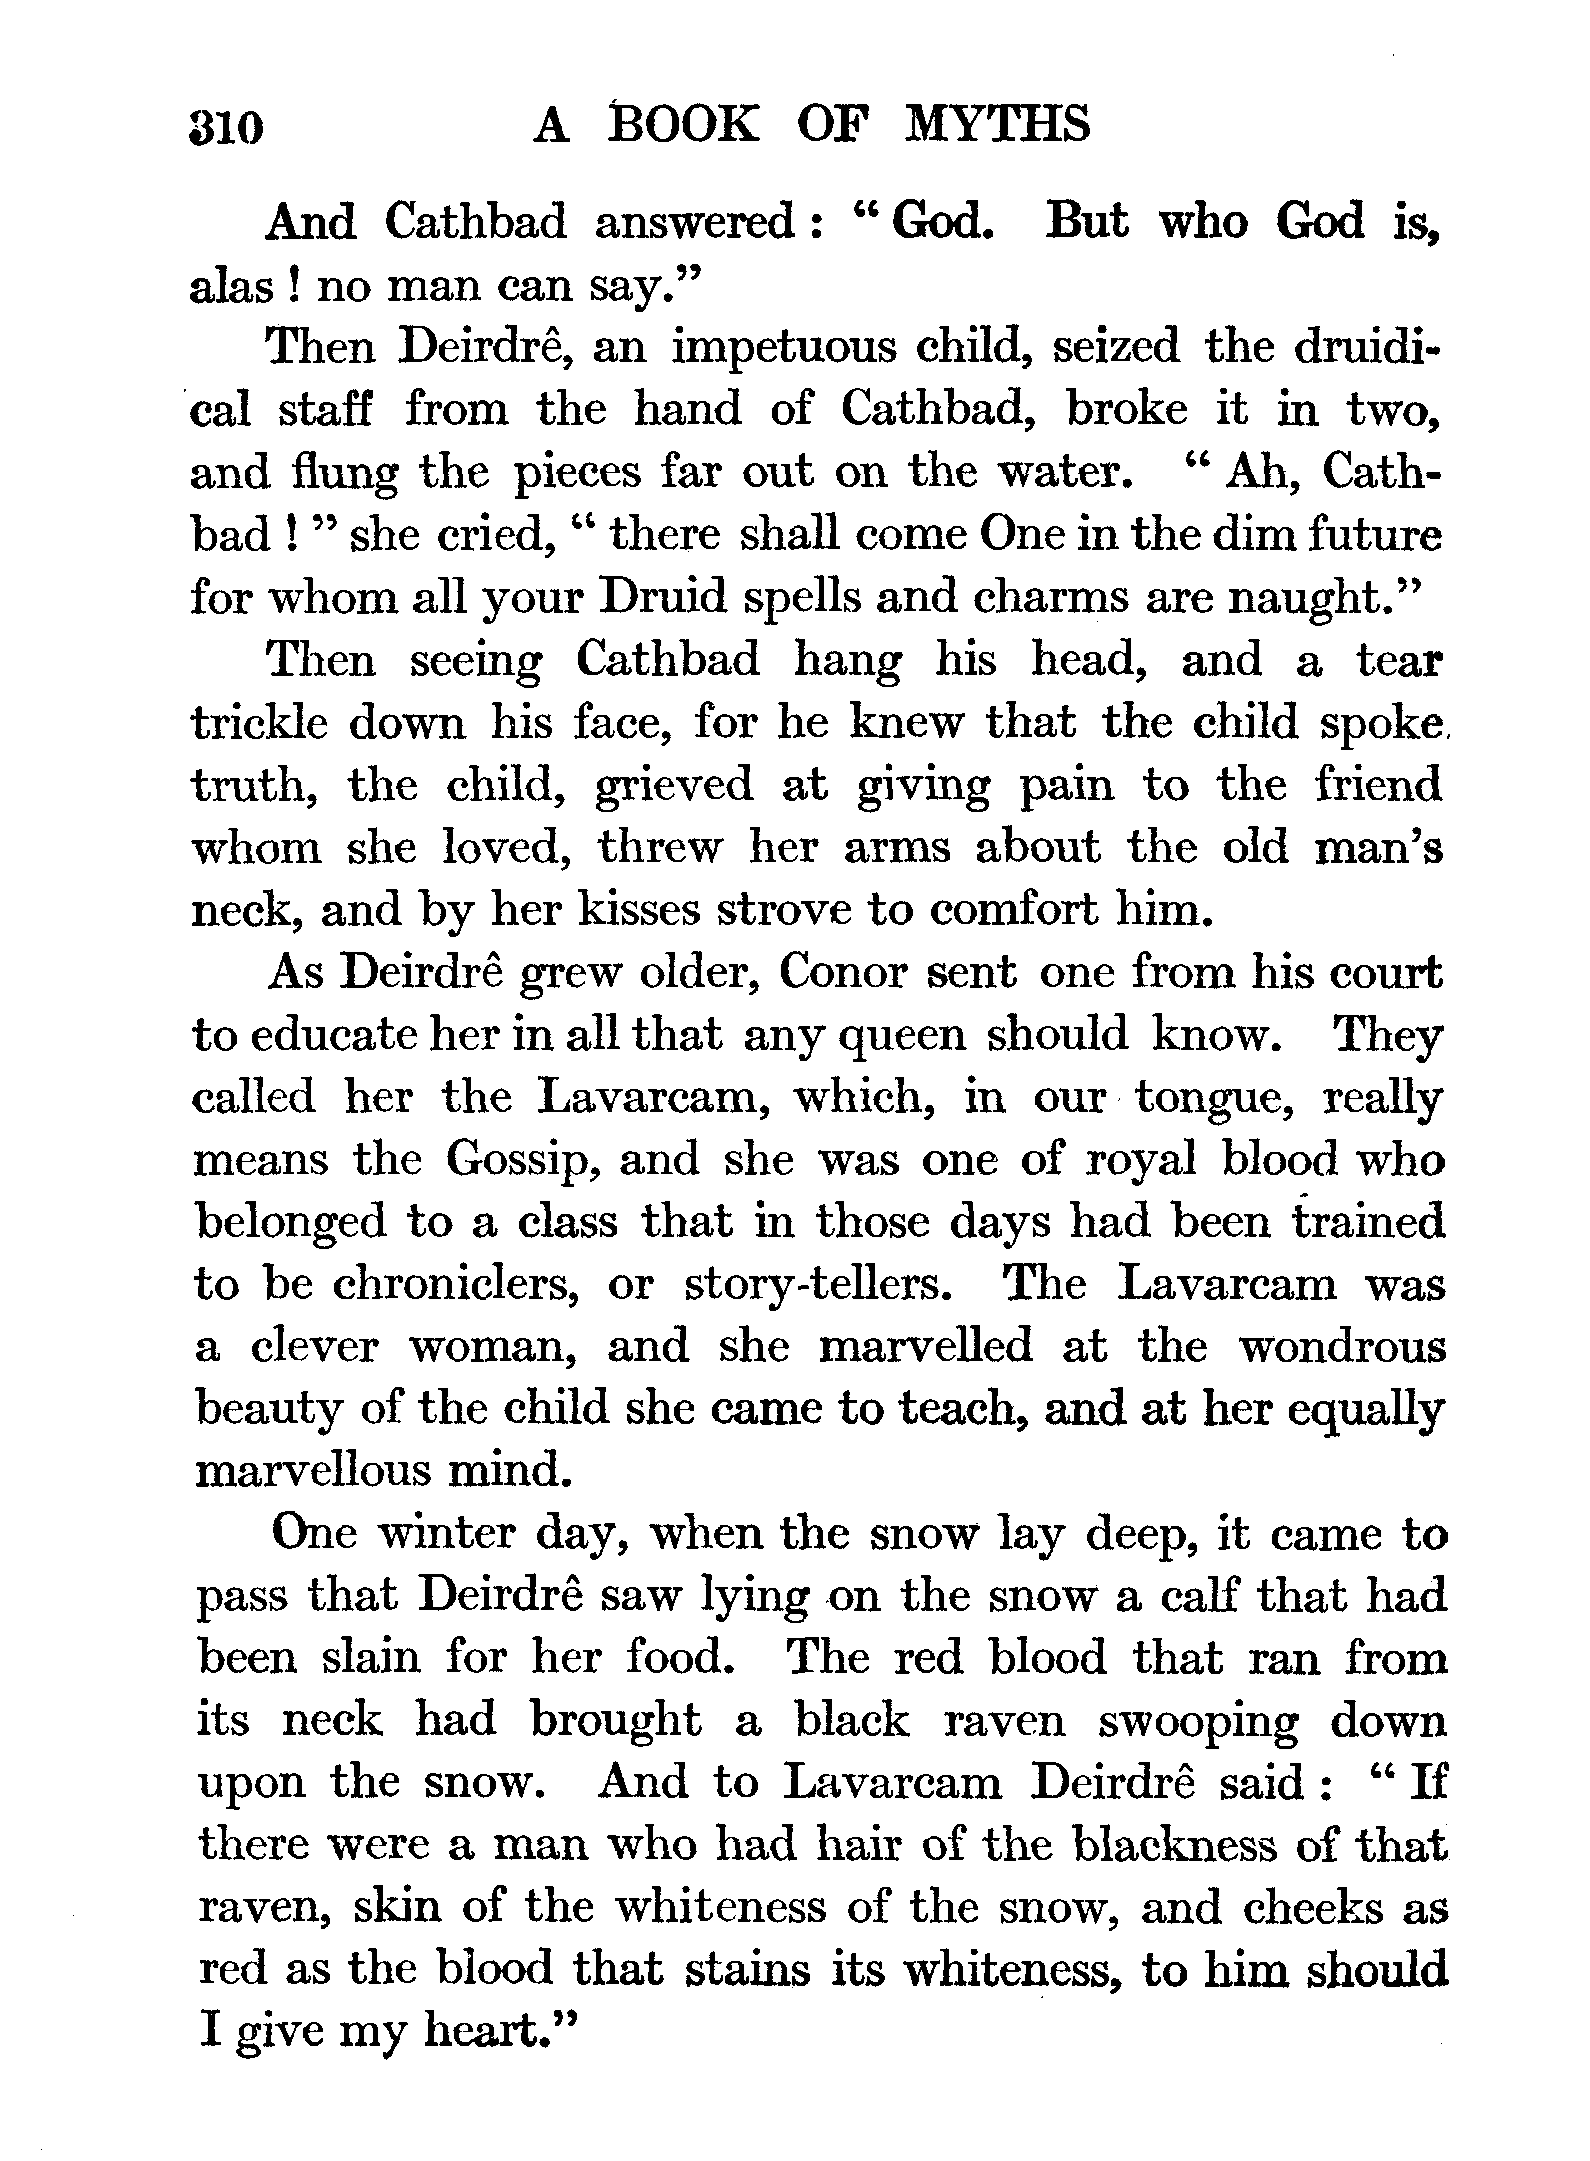 310 A BOOK OF MYTHS
And Cathbad answered : “ God. But who God is,
alas ! no man can say.”
Then Deirdrê, an impetuous child, seized the druidi-
cal staff from the hand of Cathbad, broke it in two,
and flung the pieces far out on the water. “ Ah, Cath-
bad ! ” she cried, “ there shall come One in the dim future
for whom all your Druid spells and charms are naught.”
Then seeing Cathbad hang his head, and a tear
trickle down his face, for he knew that the child spoke
truth, the child, grieved at giving pain to the friend
whom she loved, threw her arms about the old man’s
neck, and by her kisses strove to comfort him.
As Deirdrê grew older, Conor sent one from his court
to educate her in all that any queen should know. They
called her the Lavarcam, which, in our tongue, really
means the Gossip, and she was one of royal blood who
belonged to a class that in those days had been trained
to be chroniclers, or story-tellers. The Lavarcam was
a clever woman, and she marvelled at the wondrous
beauty of the child she came to teach, and at her equally
marvellous mind.
One winter day, when the snow lay deep, it came to
pass that Deirdrê saw lying on the snow a calf that had
been slain for her food. The red blood that ran from
its neck had brought a black raven swooping down
upon the snow. And to Lavarcam Deirdrê said : “ If
there were a man who had hair of the blackness of that
raven, skin of the whiteness of the snow, and cheeks as
red as the blood that stains its whiteness, to him should
I give my heart.”